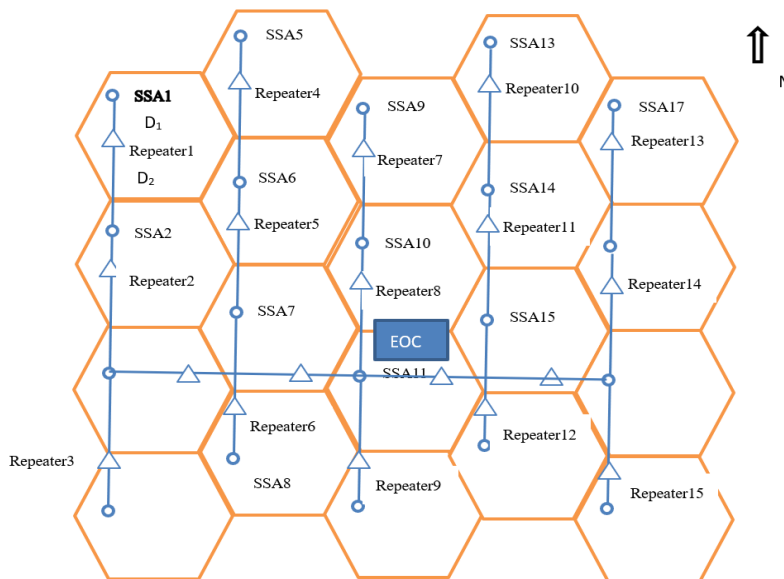 SSA5
SSA13
N
SSA1
Repeater4
Repeater10
SSA9
SSA17
D₁
Repeater1
Repeater7
Repeater13
D₂
SSA6
SSA14
Repeater5
Repeater11
SSA2
SSA10
Repeater2
Repeater8
Repeater14
SSA7
SSA15
EOC
SSA11
Repeater6
Repeater12
Repeater3
SSA8
Repeater9
Repeater15